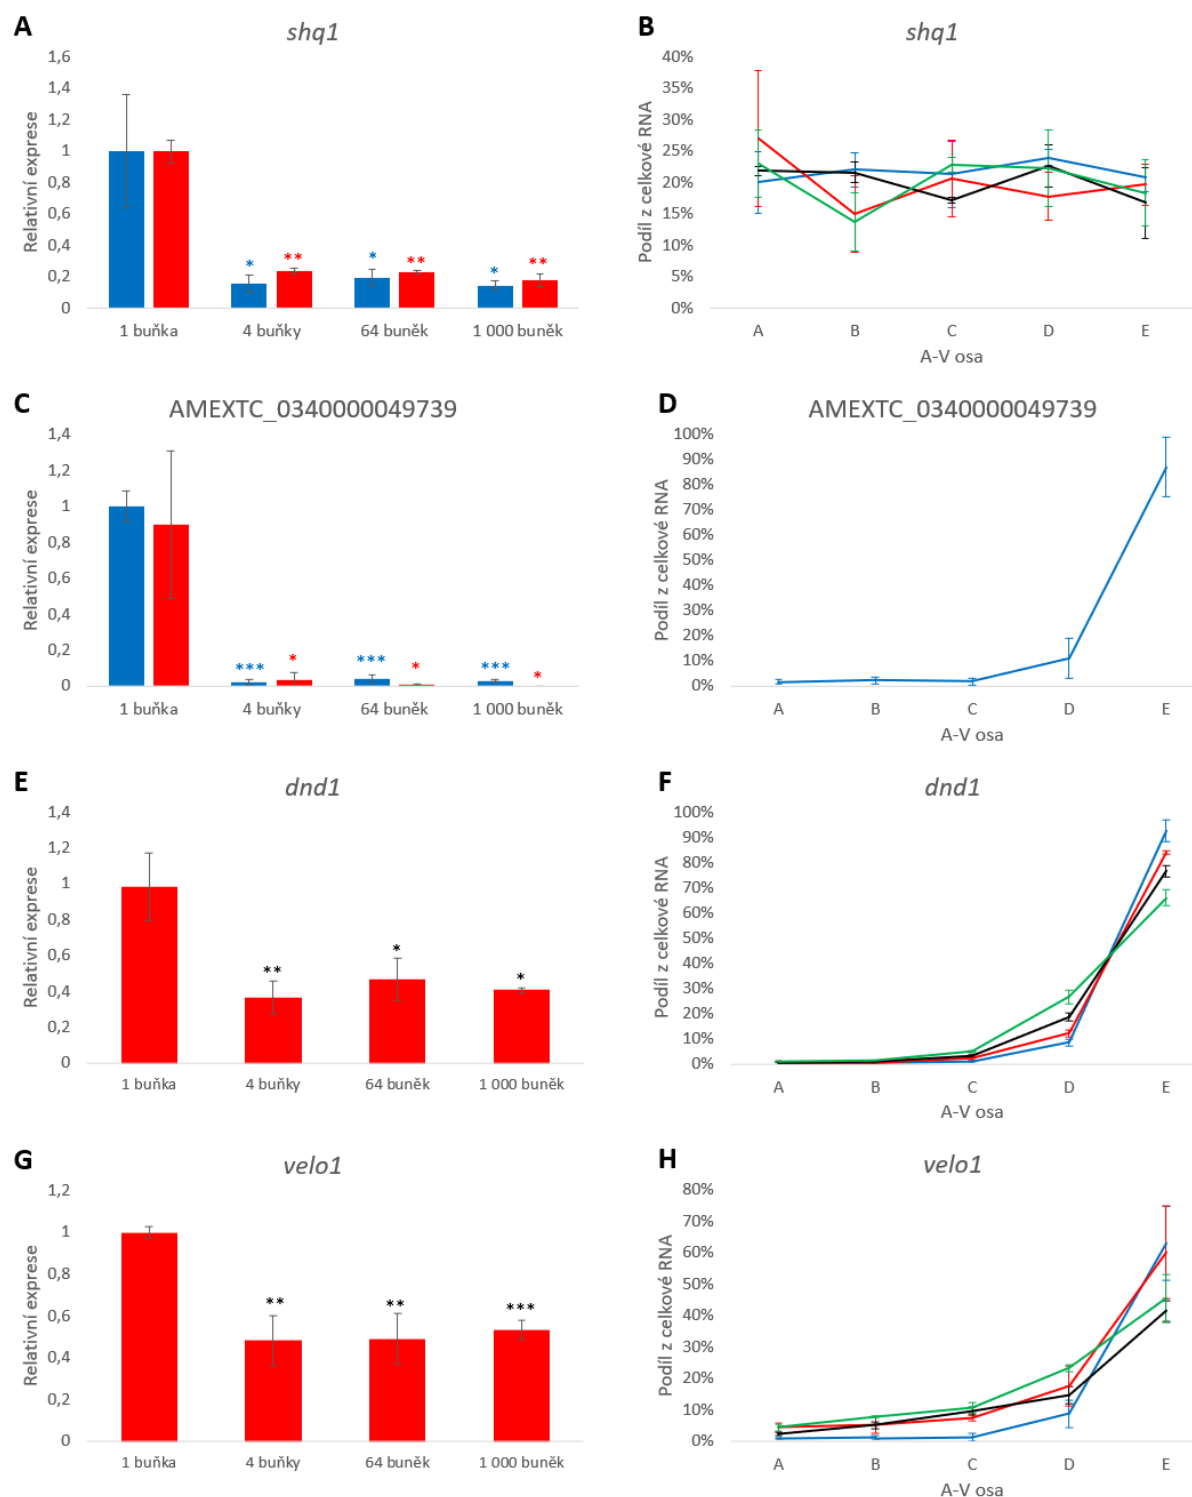 A
shq1
1,6
1,4
1,2
1
0,8
0,6
0,4
0,2
0
Relativní exprese
*
**
*
**
*
**
1 buňka 4 buňky 64 buněk 1 000 buněk
B
shq1
40%
35%
30%
25%
20%
15%
10%
5%
0%
Podíl z celkové RNA
A B C D E
A-V osa
C
AMEXTC_0340000049739
1,4
1,2
1
0,8
0,6
0,4
0,2
0
Relativní exprese
***
*
***
*
***
*
1 buňka 4 buňky 64 buněk 1 000 buněk
D
AMEXTC_0340000049739
100%
90%
80%
70%
60%
50%
40%
30%
20%
10%
0%
Podíl z celkové RNA
A B C D E
A-V osa
E
dnd1
1,4
1,2
1
0,8
0,6
0,4
0,2
0
Relativní exprese
**
*
*
1 buňka 4 buňky 64 buněk 1 000 buněk
F
dnd1
100%
90%
80%
70%
60%
50%
40%
30%
20%
10%
0%
Podíl z celkové RNA
A B C D E
A-V osa
G
velo1
1,2
1
0,8
0,6
0,4
0,2
0
Relativní exprese
**
**
***
1 buňka 4 buňky 64 buněk 1 000 buněk
H
velo1
80%
70%
60%
50%
40%
30%
20%
10%
0%
Podíl z celkové RNA
A B C D E
A-V osa